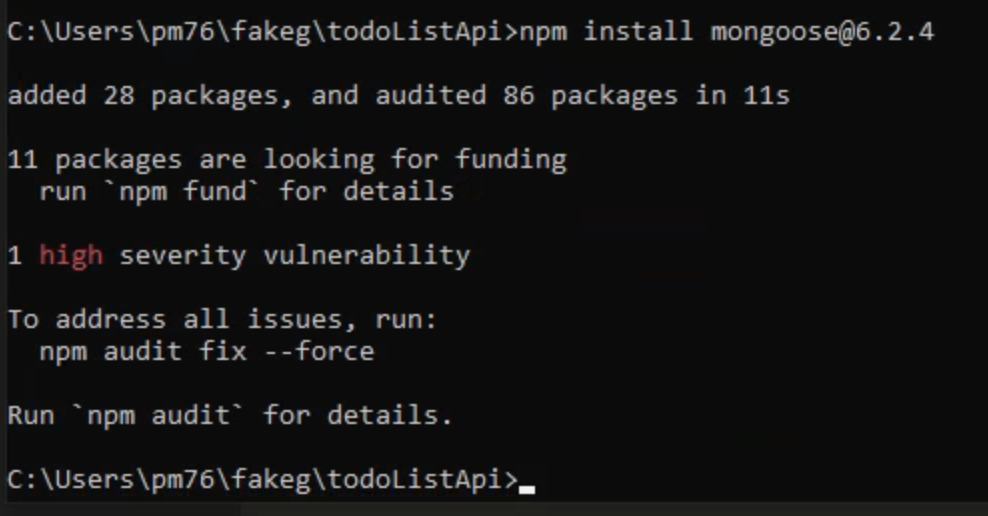 C:\Users\pm76\fakeg\todoListApi>npm install mongoose@6.2.4
added 28 packages, and audited 86 packages in 11s
11 packages are looking for funding
  run `npm fund` for details
1 high severity vulnerability
To address all issues, run:
  npm audit fix --force
Run `npm audit` for details.
C:\Users\pm76\fakeg\todoListApi>